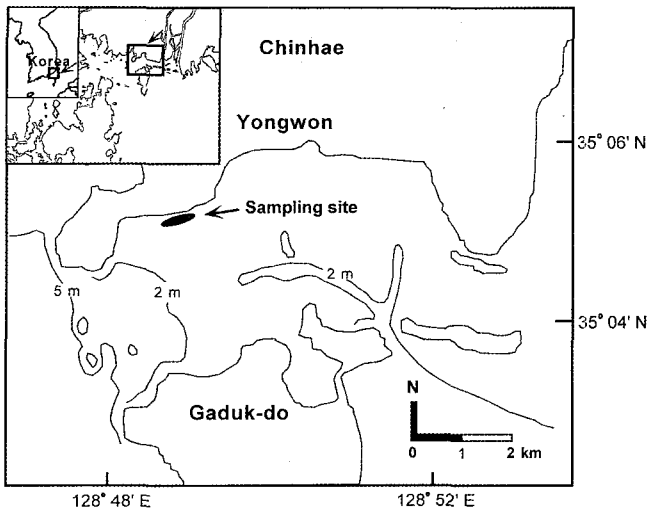 Korea
Chinhae
Yongwon
35° 06' N
Sampling site
5 m
2 m
2 m
35° 04' N
Gaduk-do
N
0 1 2 km
128° 48' E
128° 52' E